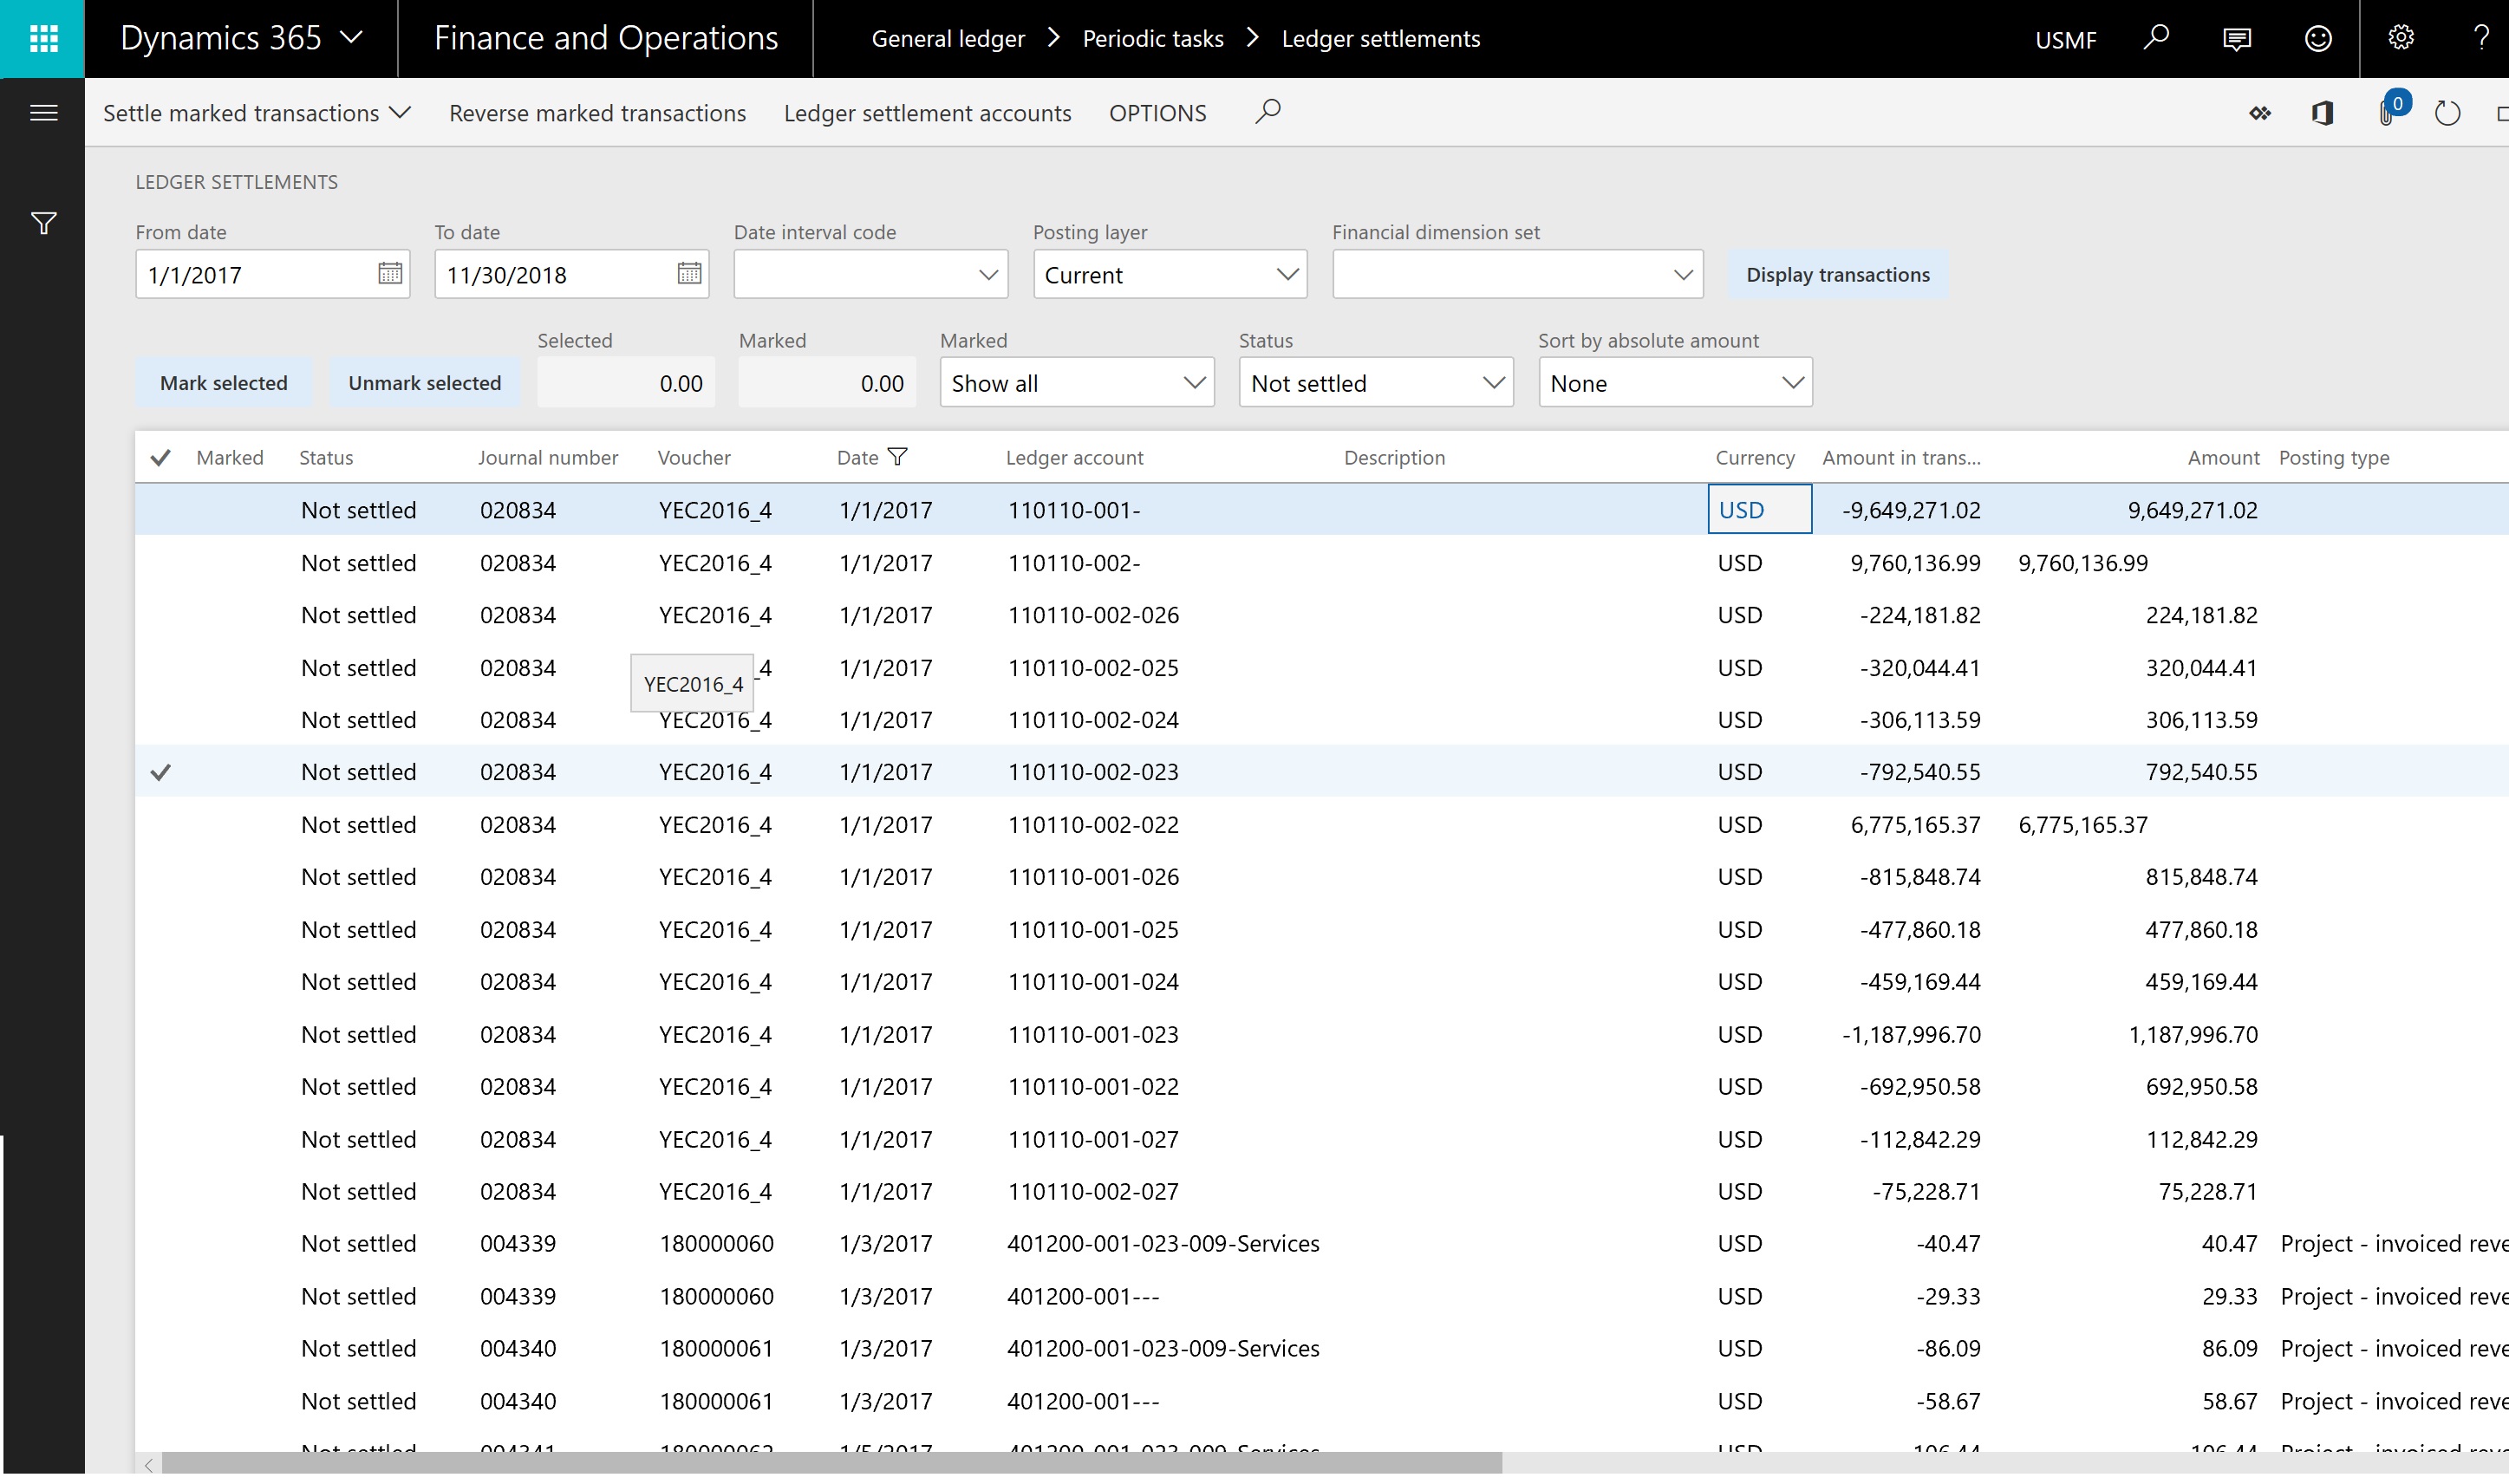 Dynamics 365 Finance and Operations General ledger Periodic tasks Ledger settlements USMF ?
Settle marked transactions Reverse marked transactions Ledger settlement accounts OPTIONS 0
LEDGER SETTLEMENTS
From date To date Date interval code Posting layer Financial dimension set
1/1/2017 11/30/2018 Current Display transactions
Selected Marked Marked Status Sort by absolute amount
Mark selected Unmark selected 0.00 0.00 Show all Not settled None
Marked Status Journal number Voucher Date Ledger account Description Currency Amount in trans... Amount Posting type
Not settled 020834 YEC2016_4 1/1/2017 110110-001- USD -9,649,271.02 9,649,271.02
Not settled 020834 YEC2016_4 1/1/2017 110110-002- USD 9,760,136.99 9,760,136.99
Not settled 020834 YEC2016_4 1/1/2017 110110-002-026 USD -224,181.82 224,181.82
Not settled 020834 _4 1/1/2017 110110-002-025 USD -320,044.41 320,044.41
YEC2016_4
Not settled 020834 YEC2016_4 1/1/2017 110110-002-024 USD -306,113.59 306,113.59
Not settled 020834 YEC2016_4 1/1/2017 110110-002-023 USD -792,540.55 792,540.55
Not settled 020834 YEC2016_4 1/1/2017 110110-002-022 USD 6,775,165.37 6,775,165.37
Not settled 020834 YEC2016_4 1/1/2017 110110-001-026 USD -815,848.74 815,848.74
Not settled 020834 YEC2016_4 1/1/2017 110110-001-025 USD -477,860.18 477,860.18
Not settled 020834 YEC2016_4 1/1/2017 110110-001-024 USD -459,169.44 459,169.44
Not settled 020834 YEC2016_4 1/1/2017 110110-001-023 USD -1,187,996.70 1,187,996.70
Not settled 020834 YEC2016_4 1/1/2017 110110-001-022 USD -692,950.58 692,950.58
Not settled 020834 YEC2016_4 1/1/2017 110110-001-027 USD -112,842.29 112,842.29
Not settled 020834 YEC2016_4 1/1/2017 110110-002-027 USD -75,228.71 75,228.71
Not settled 004339 180000060 1/3/2017 401200-001-023-009-Services USD -40.47 40.47 Project - invoiced reve
Not settled 004339 180000060 1/3/2017 401200-001--- USD -29.33 29.33 Project - invoiced reve
Not settled 004340 180000061 1/3/2017 401200-001-023-009-Services USD -86.09 86.09 Project - invoiced reve
Not settled 004340 180000061 1/3/2017 401200-001--- USD -58.67 58.67 Project - invoiced reve